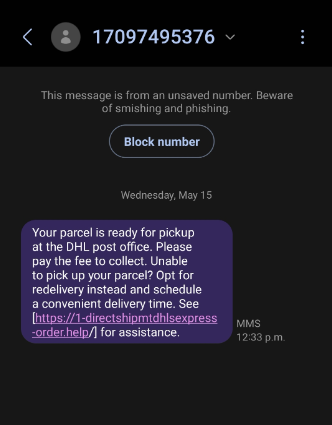 17097495376
This message is from an unsaved number. Beware
of smishing and phishing.
Block number
Wednesday, May 15
Your parcel is ready for pickup
at the DHL post office. Please
pay the fee to collect. Unable
to pick up your parcel? Opt for
redelivery instead and schedule
a convenient delivery time. See
[https://1-directshipmtdhlsexpress
-order.help/] for assistance.
MMS
12:33 p.m.